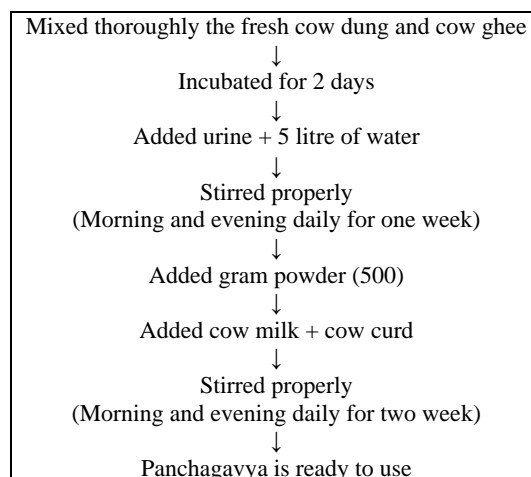 Mixed thoroughly the fresh cow dung and cow ghee
↓
Incubated for 2 days
↓
Added urine + 5 litre of water
↓
Stirred properly
(Morning and evening daily for one week)
↓
Added gram powder (500)
↓
Added cow milk + cow curd
↓
Stirred properly
(Morning and evening daily for two week)
↓
Panchagavya is ready to use